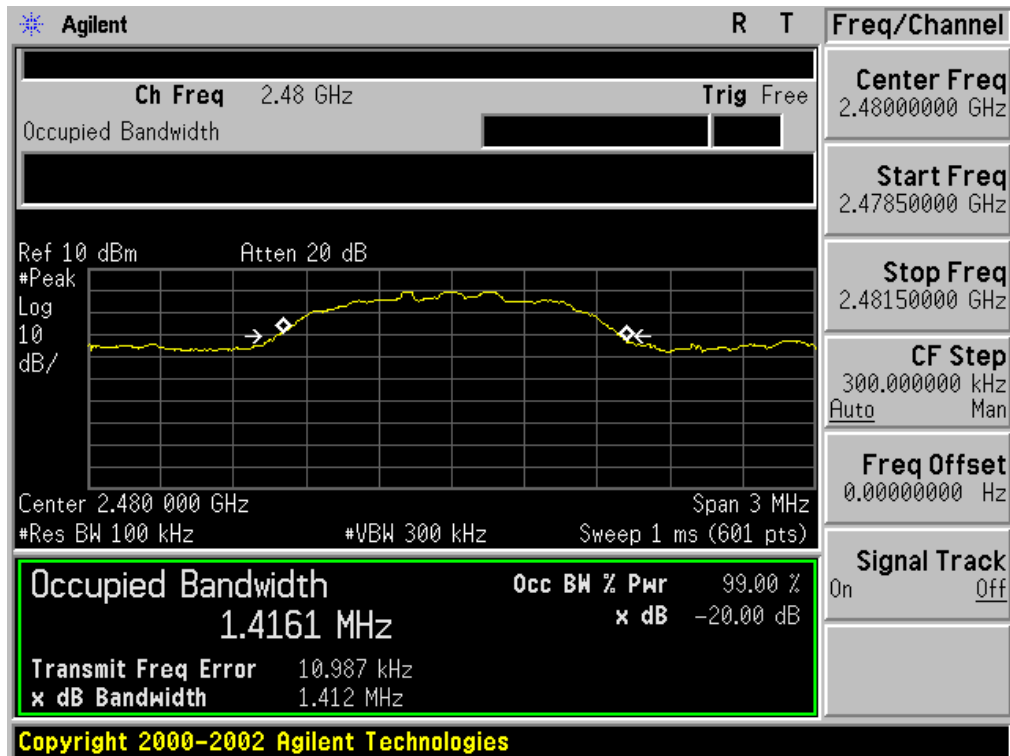 Agilent R T
Freq/Channel
Ch Freq 2.48 GHz Trig Free
Occupied Bandwidth
Ref 10 dBm Atten 20 dB
#Peak
Log
10
dB/
Center 2.480 000 GHz Span 3 MHz
#Res BW 100 kHz #VBW 300 kHz Sweep 1 ms (601 pts)
Occupied Bandwidth
1.4161 MHz
Occ BW % Pwr 99.00 %
x dB -20.00 dB
Transmit Freq Error 10.987 kHz
x dB Bandwidth 1.412 MHz
Center Freq
2.48000000 GHz
Start Freq
2.47850000 GHz
Stop Freq
2.48150000 GHz
CF Step
300.000000 kHz
Auto Man
Freq Offset
0.00000000 Hz
Signal Track
On Off
Copyright 2000-2002 Agilent Technologies